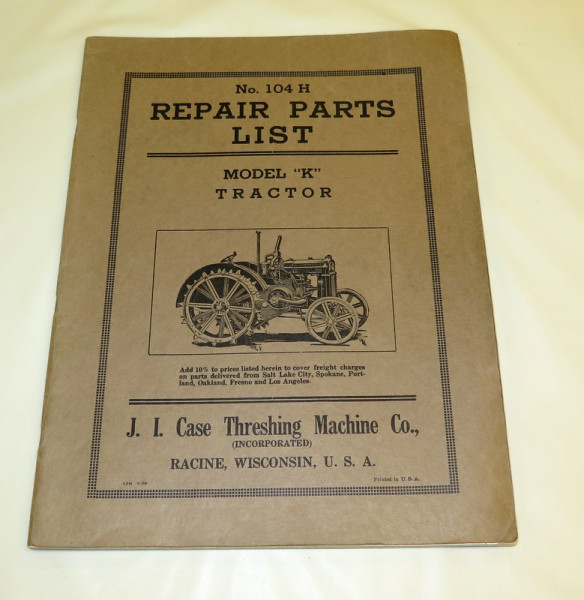 No. 104 H
REPAIR PARTS
LIST
MODEL "K"
TRACTOR
Add 10% to prices listed herein to cover freight charges
on parts delivered from Salt Lake City, Spokane, Port-
land, Oakland, Fresno and Los Angeles.
J. I. Case Threshing Machine Co.,
(INCORPORATED)
RACINE, WISCONSIN, U. S. A.
Printed in U. S. A.